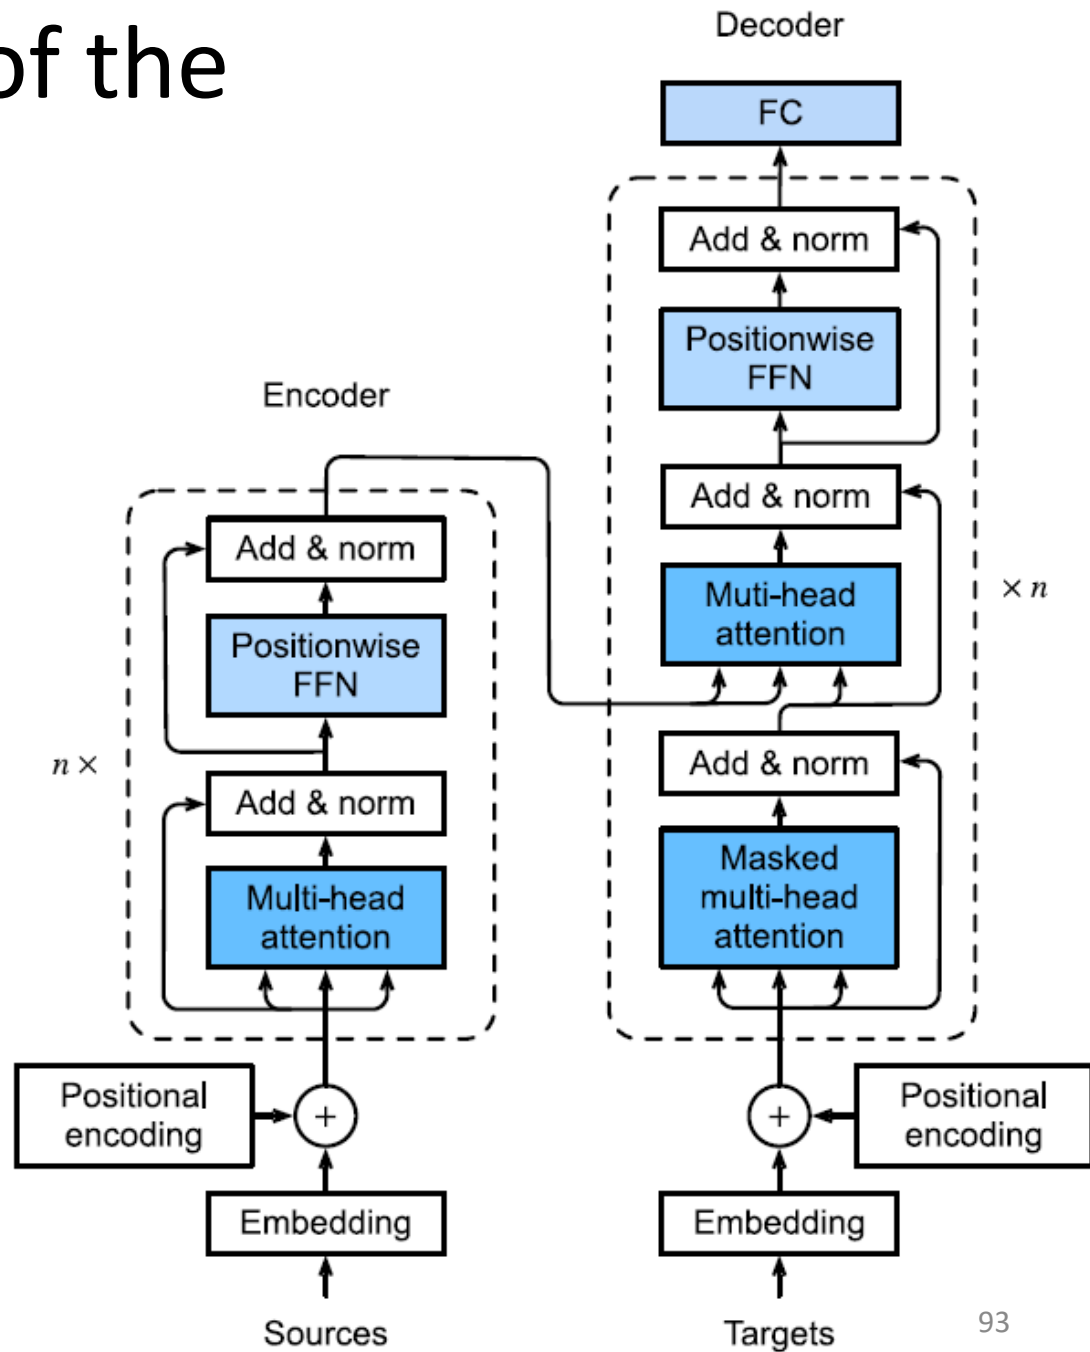 of the
Decoder
FC
Add & norm
Positionwise
FFN
Add & norm
Muti-head
attention
× n
Add & norm
Masked
multi-head
attention
Encoder
Add & norm
Positionwise
FFN
n ×
Add & norm
Multi-head
attention
Positional
encoding
+
+
Positional
encoding
Embedding
Embedding
Sources
Targets
93